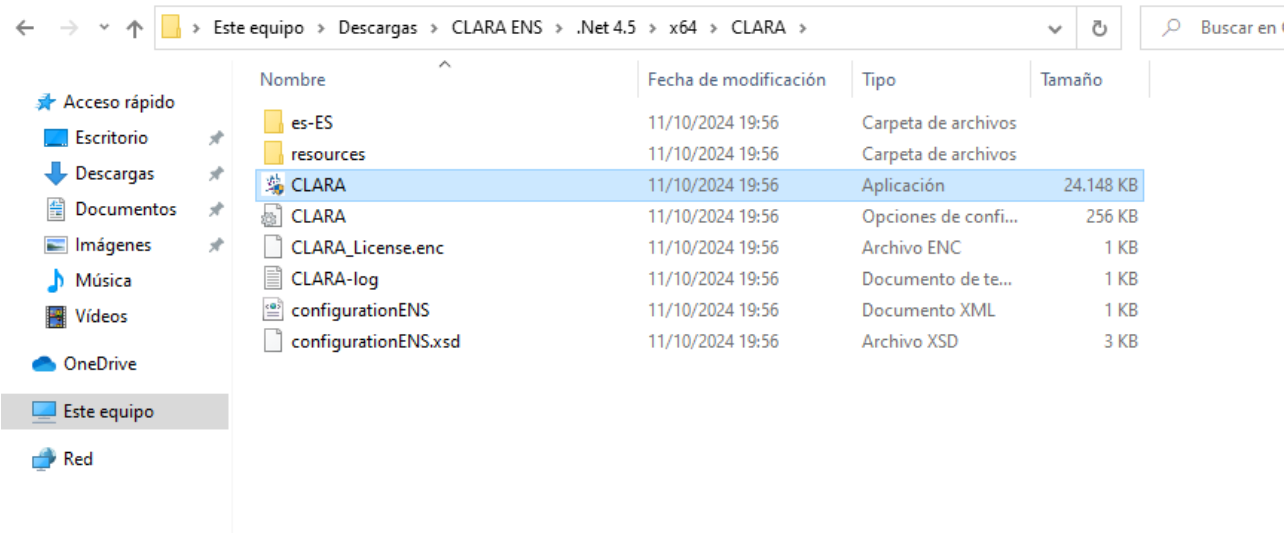 Este equipo > Descargas > CLARA ENS > .Net 4.5 > x64 > CLARA >
Buscar en
Nombre Fecha de modificación Tipo Tamaño
Acceso rápido
Escritorio
Descargas
Documentos
Imágenes
Música
Vídeos
OneDrive
Este equipo
Red
es-ES 11/10/2024 19:56 Carpeta de archivos
resources 11/10/2024 19:56 Carpeta de archivos
CLARA 11/10/2024 19:56 Aplicación 24.148 KB
CLARA 11/10/2024 19:56 Opciones de confi... 256 KB
CLARA_License.enc 11/10/2024 19:56 Archivo ENC 1 KB
CLARA-log 11/10/2024 19:56 Documento de te... 1 KB
configurationENS 11/10/2024 19:56 Documento XML 1 KB
configurationENS.xsd 11/10/2024 19:56 Archivo XSD 3 KB